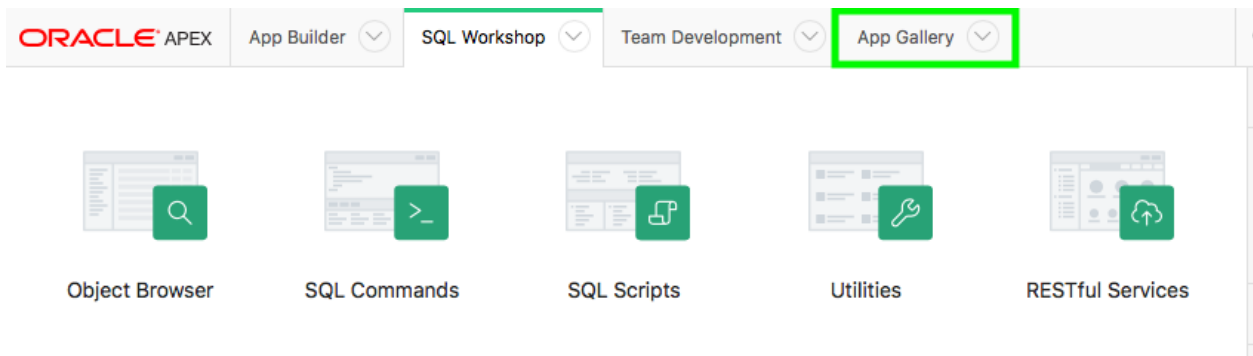 ORACLE APEX App Builder SQL Workshop Team Development App Gallery
>_
Object Browser SQL Commands SQL Scripts Utilities RESTful Services